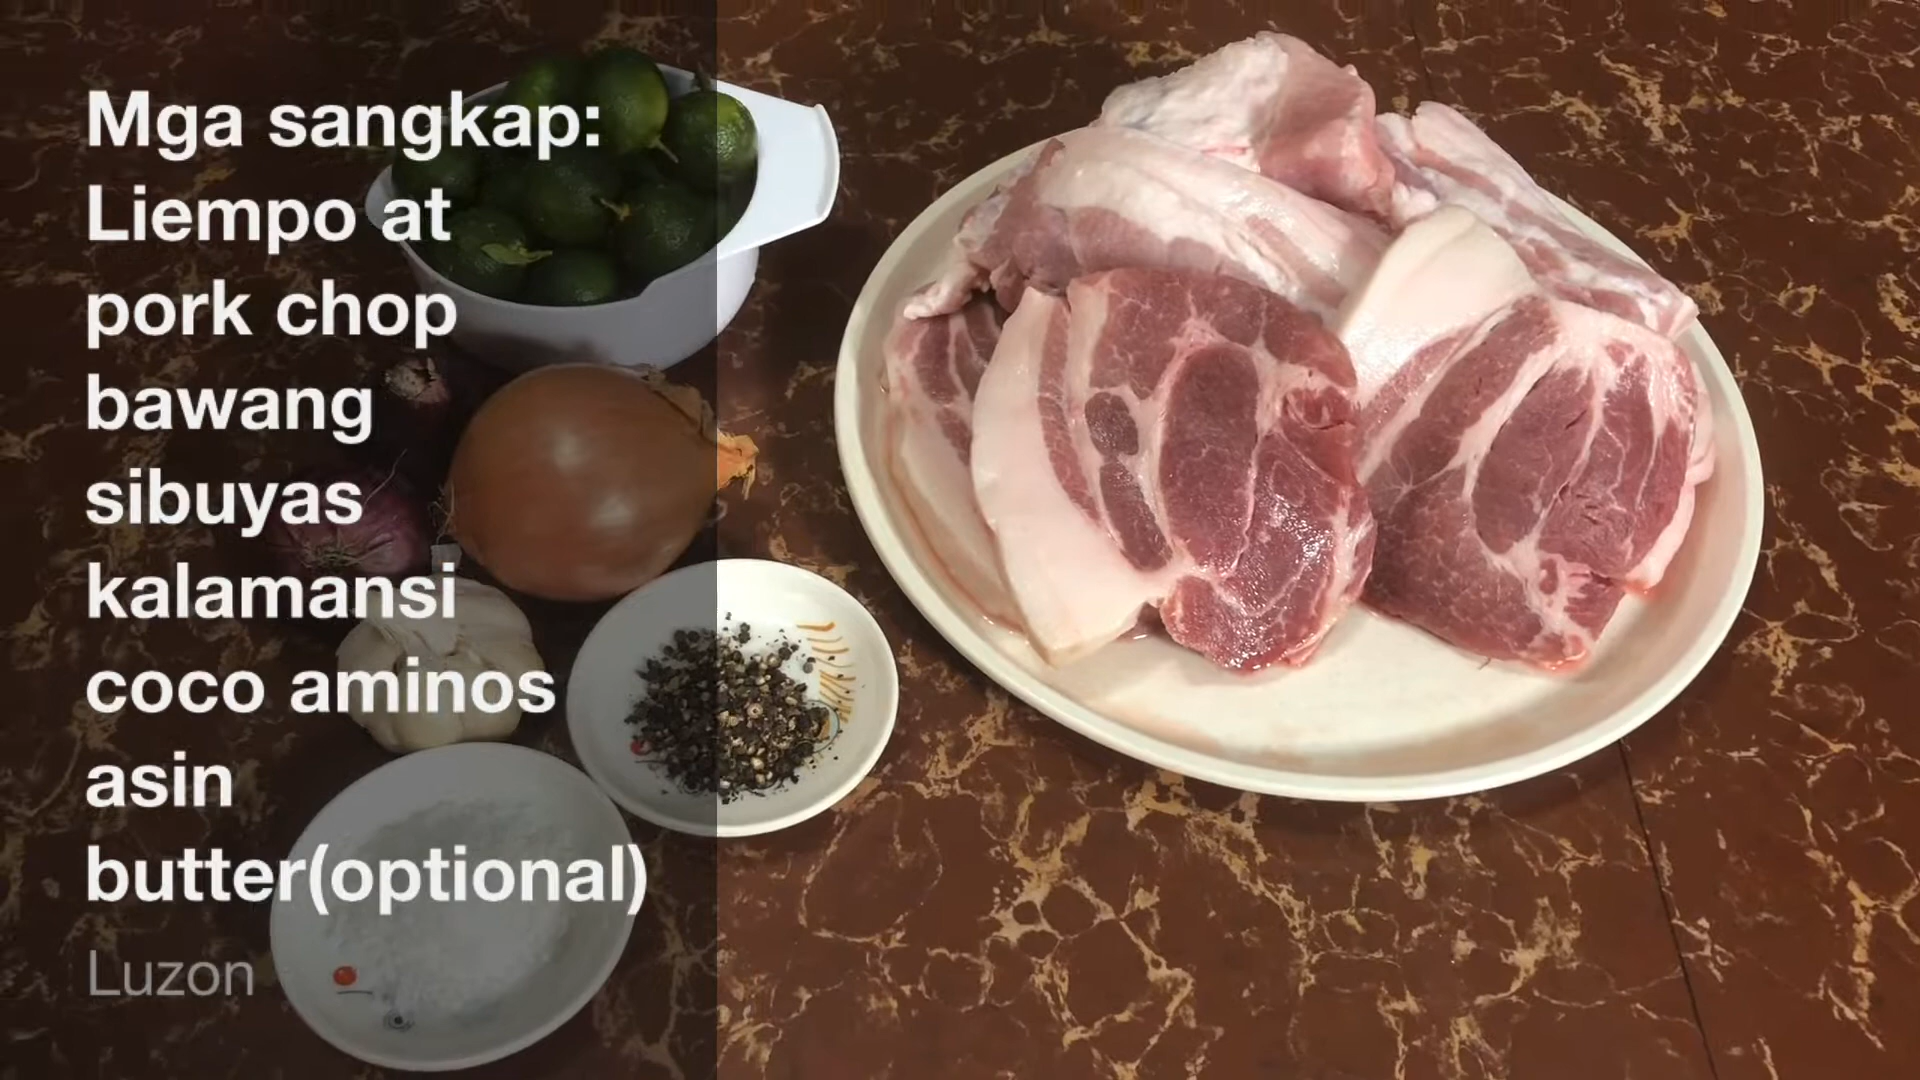 Mga sangkap:
Liempo at
pork chop
bawang
sibuyas
kalamansi
coco aminos
asin
butter(optional)
Luzon